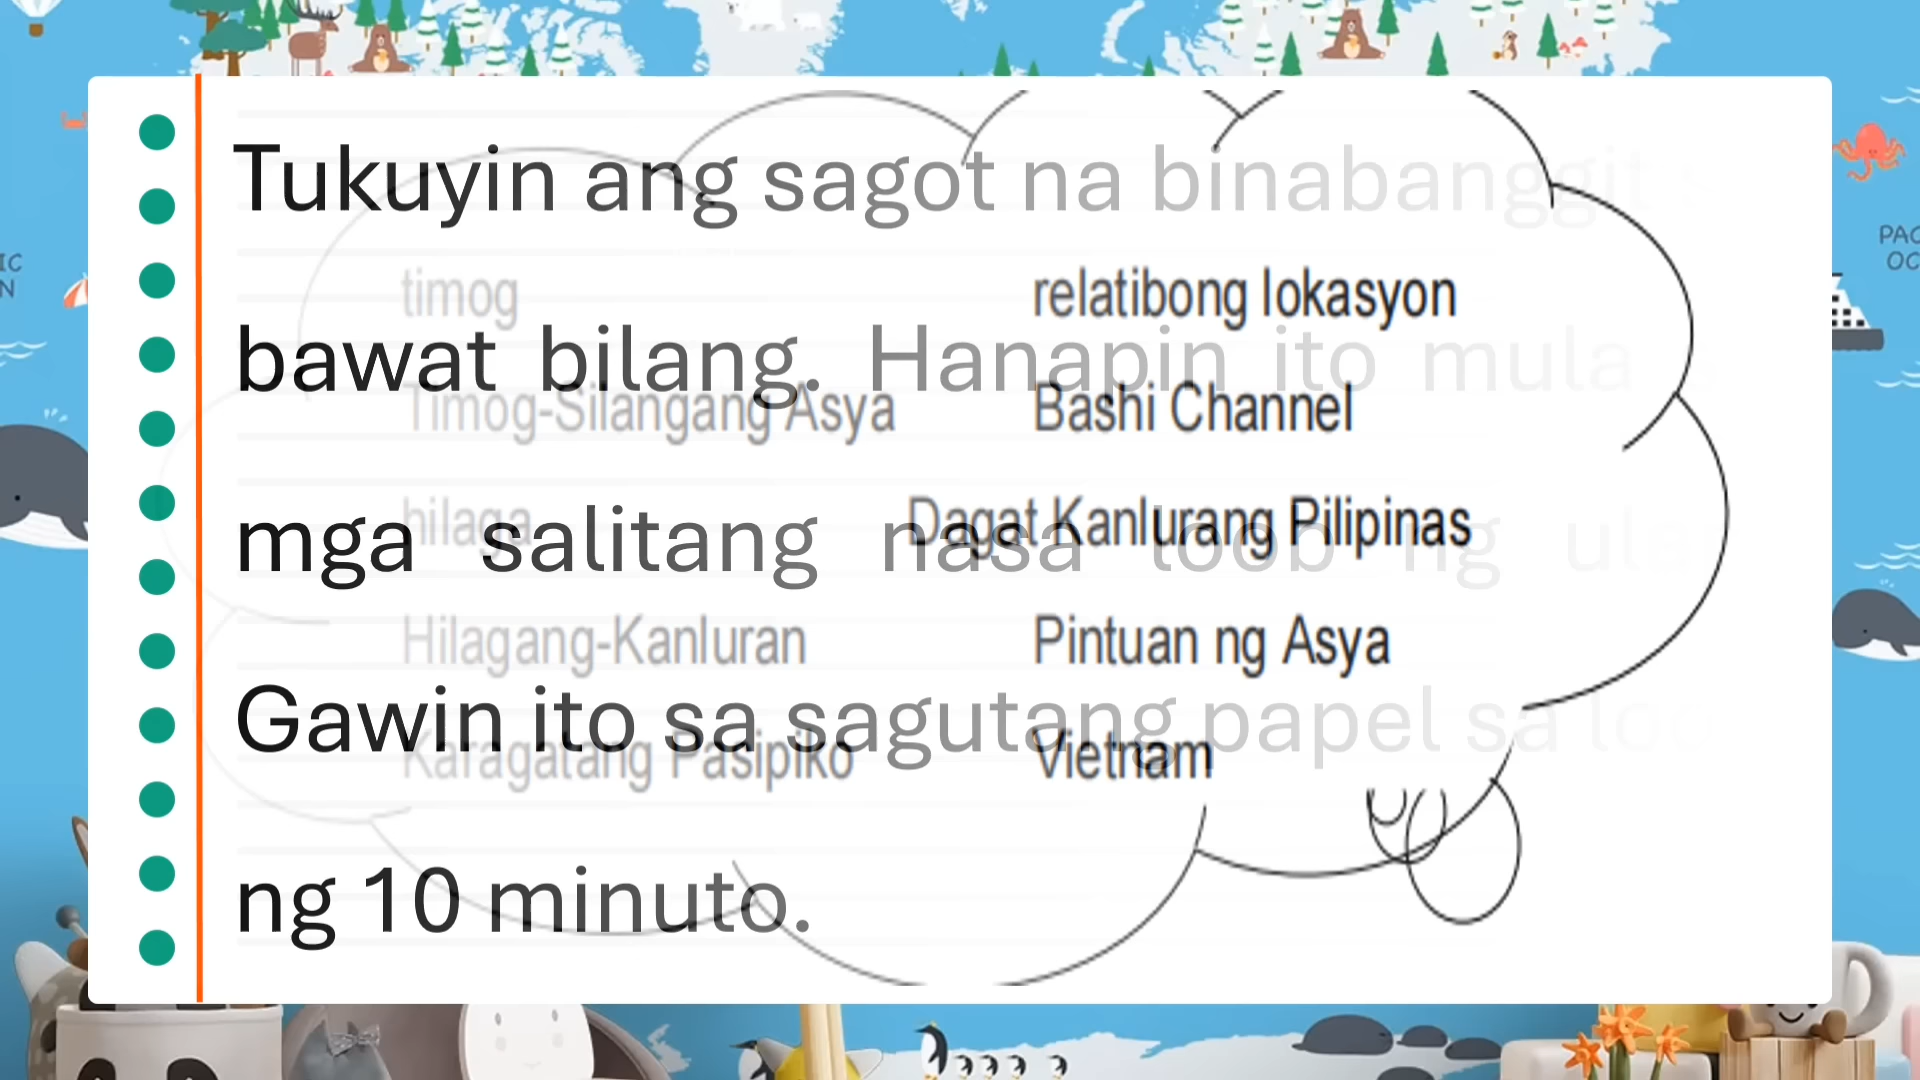 Tukuyin ang sagot na binabanggit
timog relatibong lokasyon
bawat bilang. Hanapin ito mula
Timog-Silangang Asya Bashi Channel
hilaga Dagat Kanlurang Pilipinas
mga salitang nasa loob ng
Hilagang-Kanluran Pintuan ng Asya
Gawin ito sa sagutang papel sa
Karagatang Pasipiko Vietnam
ng 10 minuto.